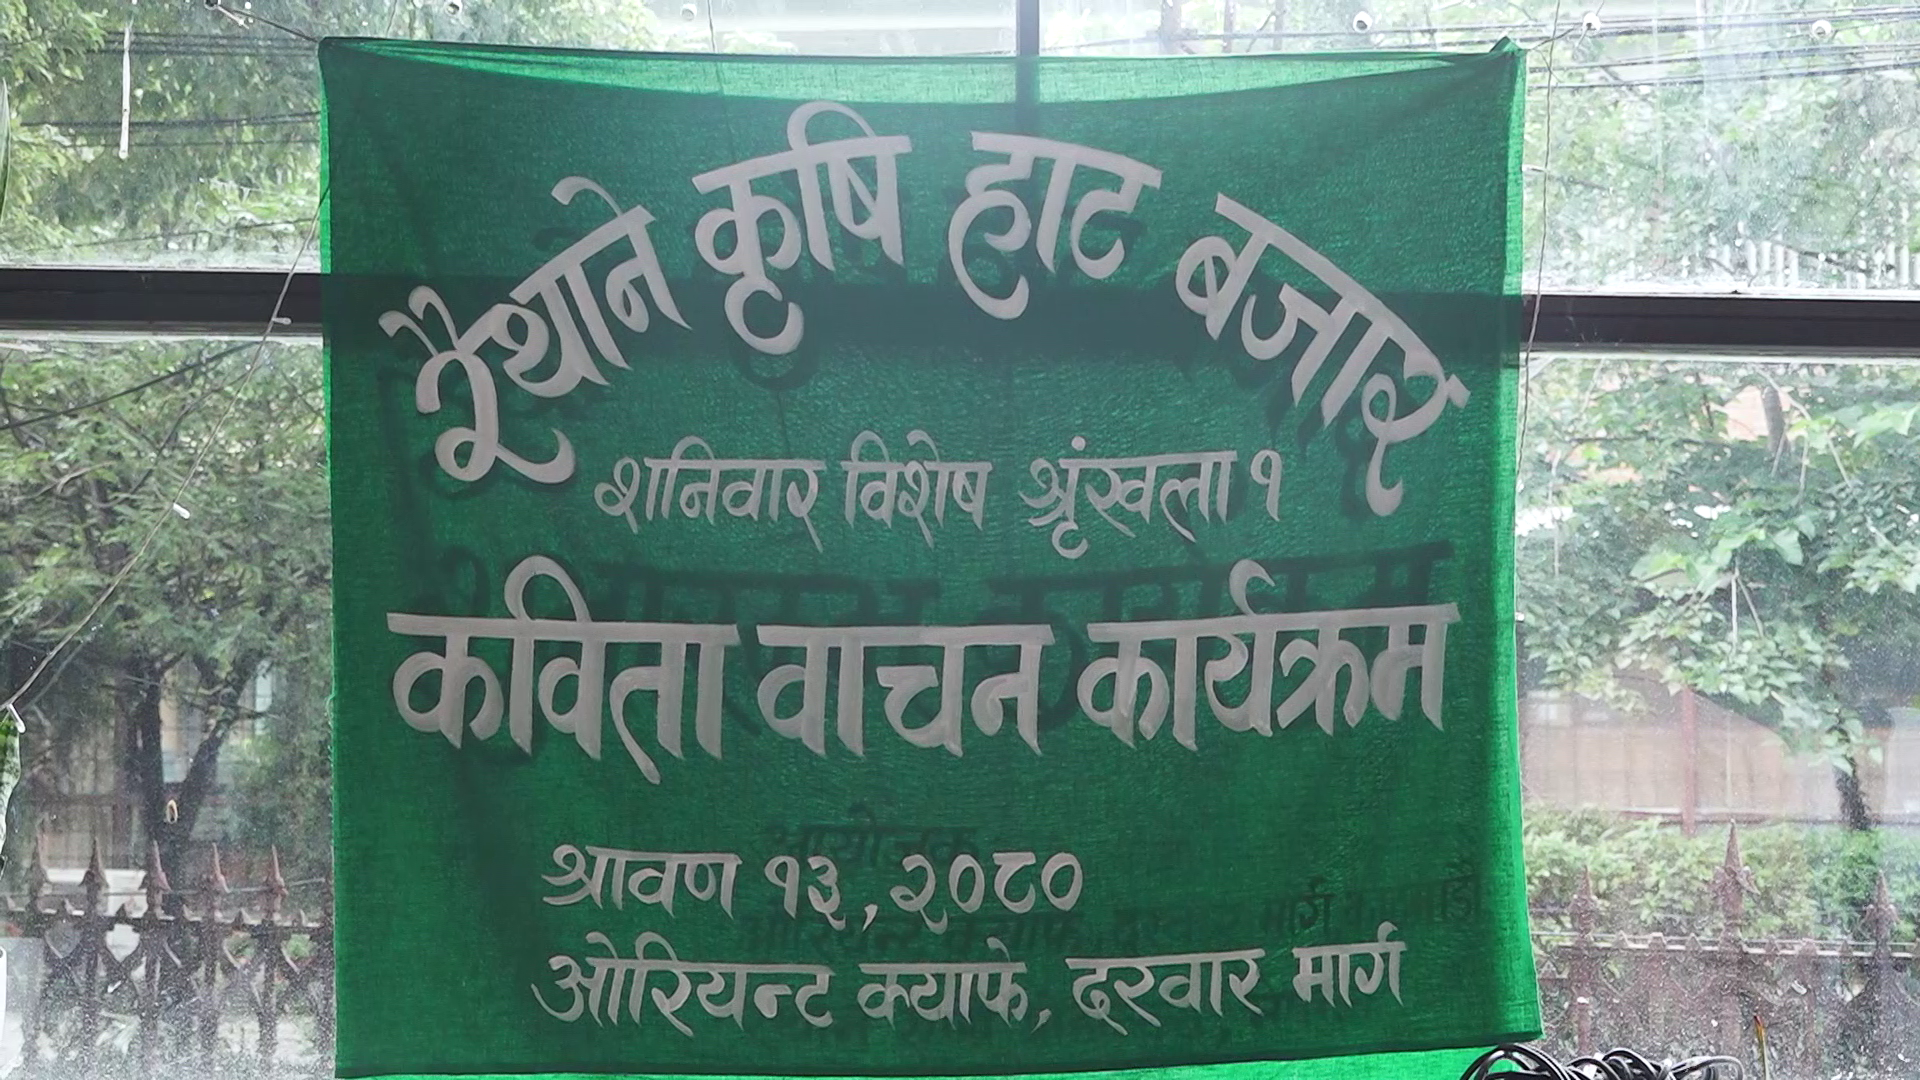 रैथाने कृषि हाट बजार
शनिवार विशेष श्रृंखला १
कविता वाचन कार्यक्रम
श्रावण १३, २०८०
ओरियन्ट क्याफे, दरवार मार्ग